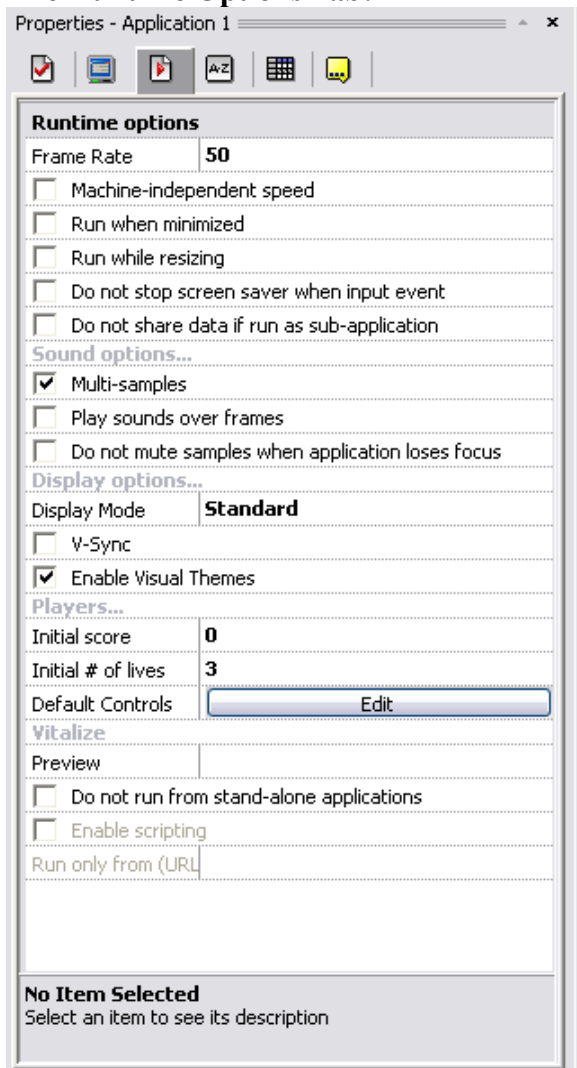 Properties - Application 1
A-Z
Runtime options
Frame Rate 50
Machine-independent speed
Run when minimized
Run while resizing
Do not stop screen saver when input event
Do not share data if run as sub-application
Sound options...
Multi-samples
Play sounds over frames
Do not mute samples when application loses focus
Display options...
Display Mode Standard
V-Sync
Enable Visual Themes
Players...
Initial score 0
Initial # of lives 3
Default Controls Edit
Vitalize
Preview
Do not run from stand-alone applications
Enable scripting
Run only from (URL
No Item Selected
Select an item to see its description